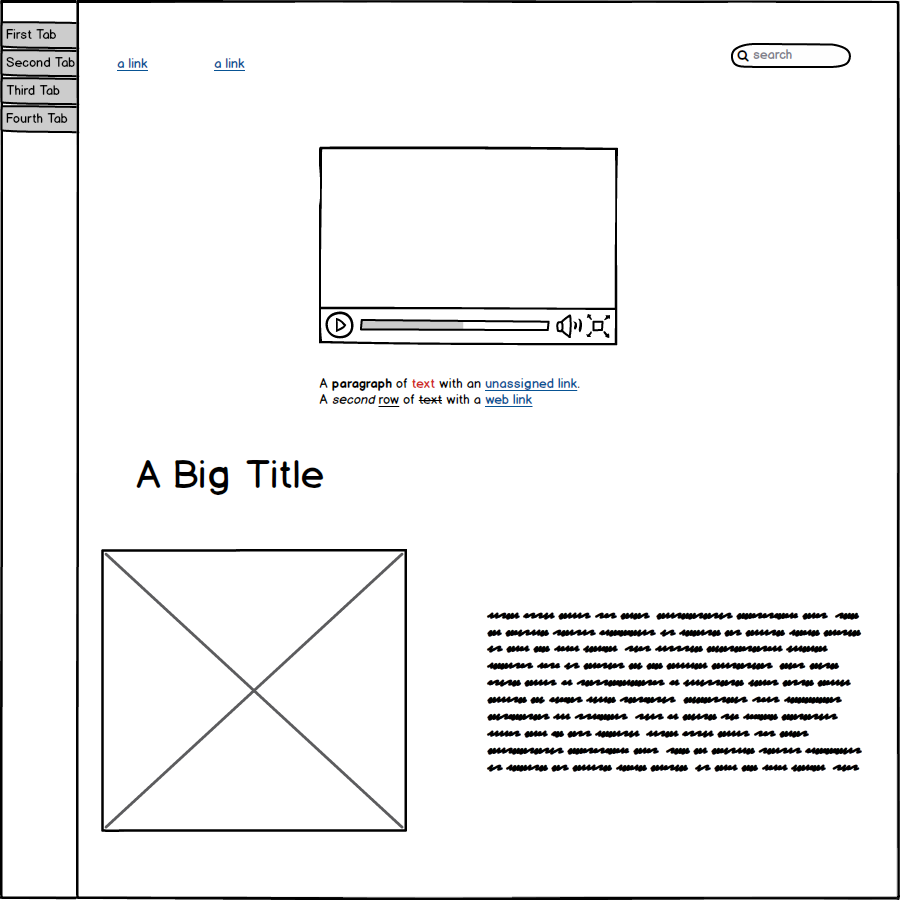 First Tab
Second Tab
Third Tab
Fourth Tab
a link
a link
search
A paragraph of text with an unassigned link.
A second row of text with a web link
A Big Title